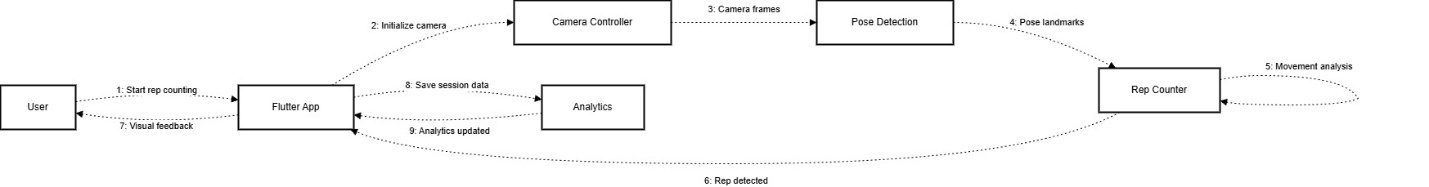 3: Camera frames
2: Initialize camera
Camera Controller
Pose Detection
4: Pose landmarks
5: Movement analysis
1: Start rep counting
8: Save session data
Rep Counter
User
Flutter App
Analytics
7: Visual feedback
9: Analytics updated
6: Rep detected